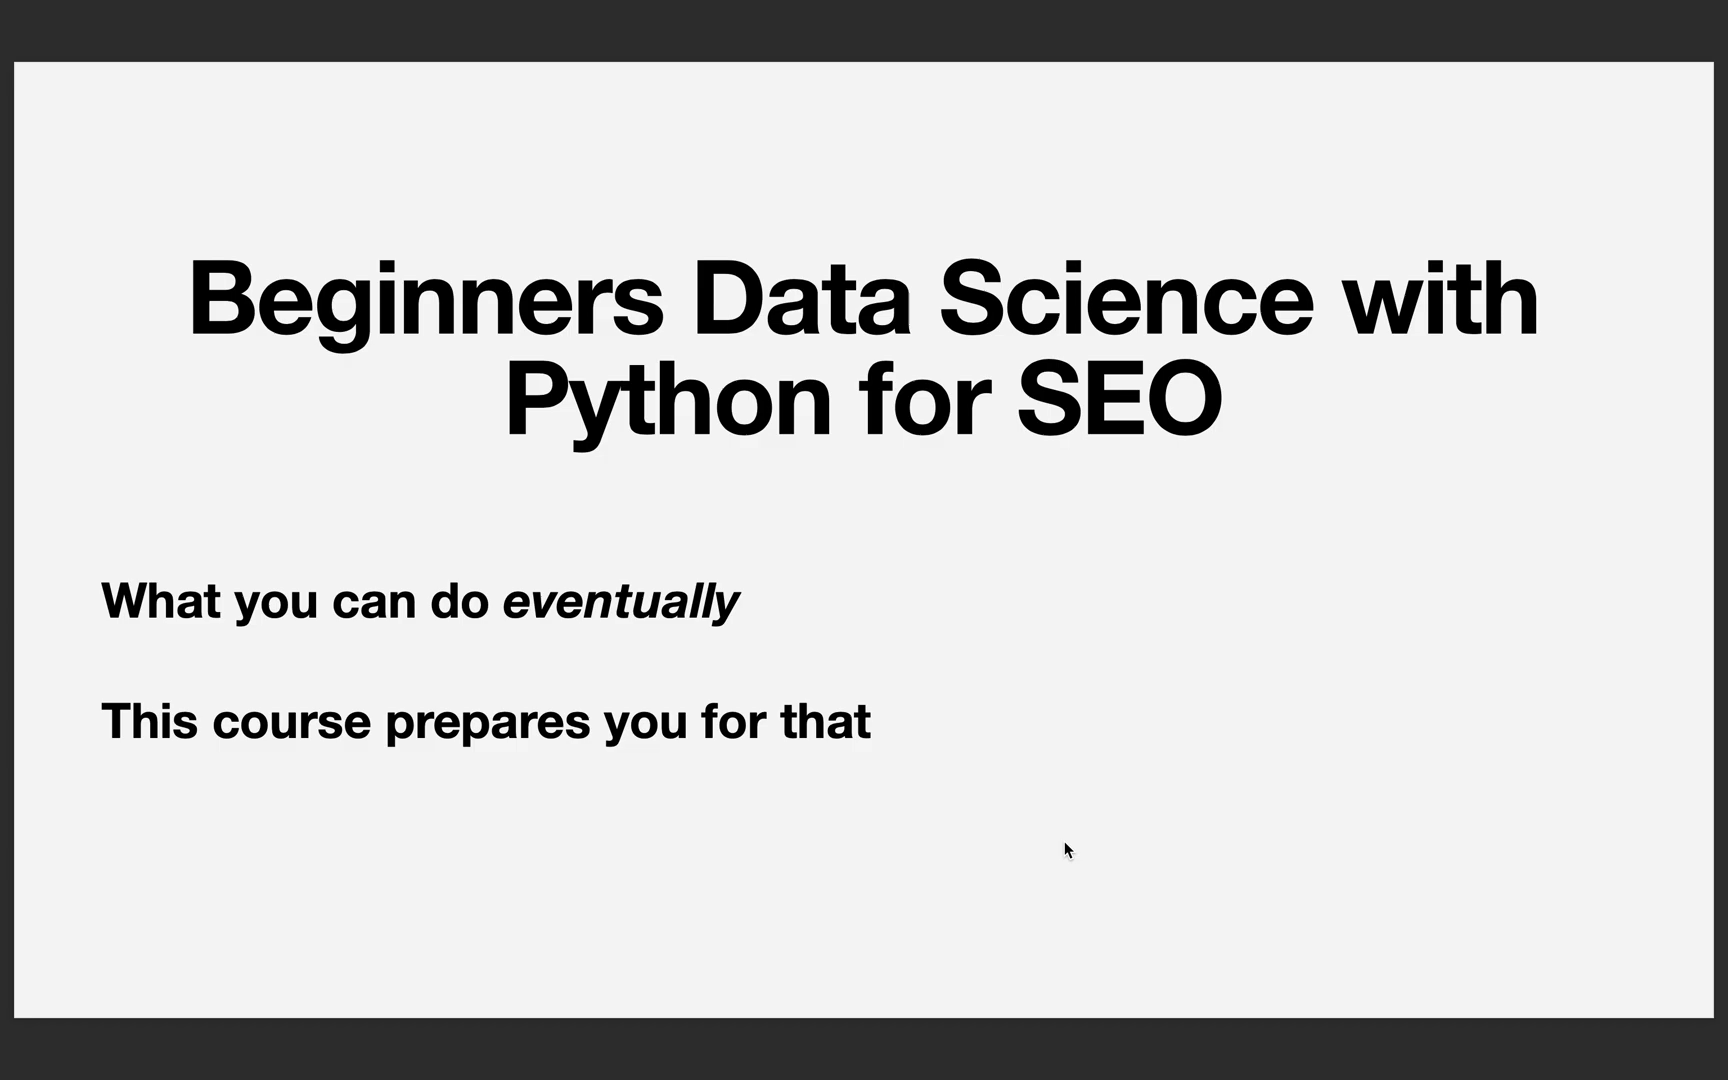 Beginners Data Science with
Python for SEO
What you can do eventually
This course prepares you for that